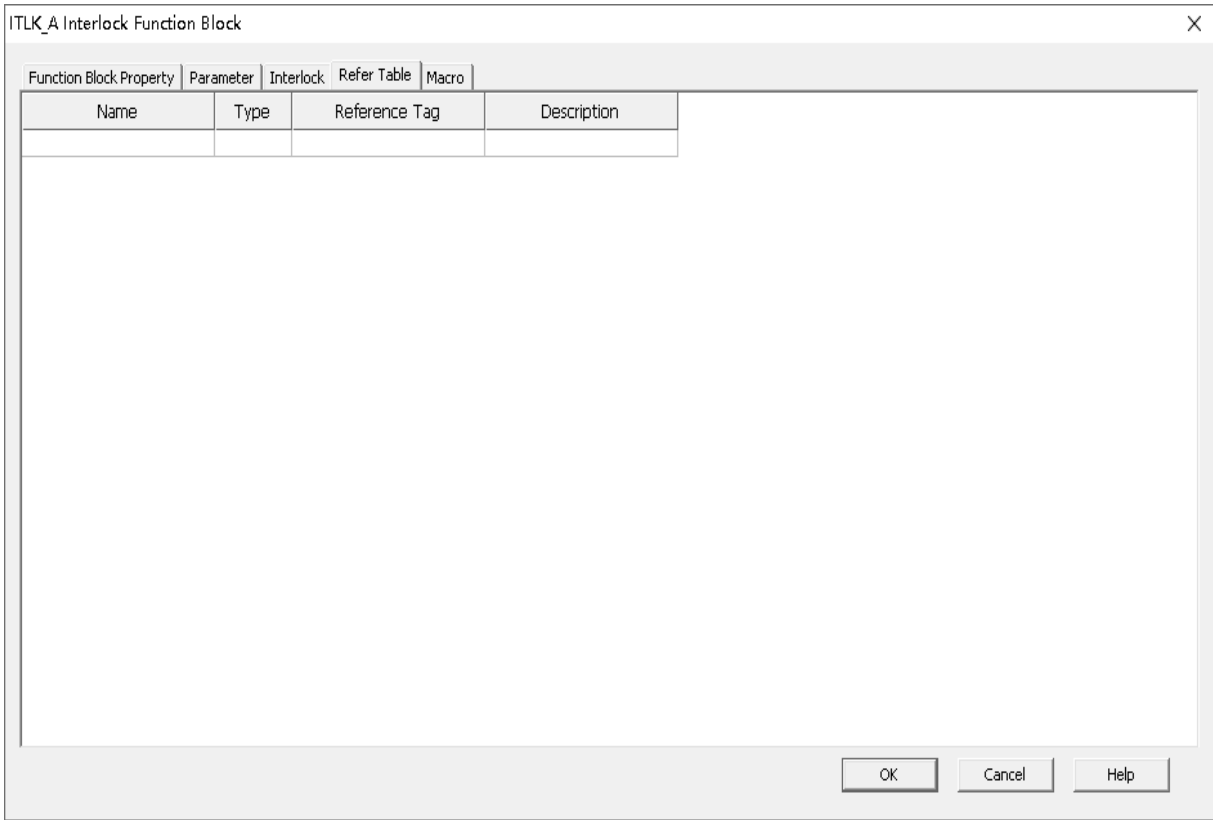 ITLK_A Interlock Function Block
Function Block Property Parameter Interlock Refer Table Macro
Name Type Reference Tag Description
OK Cancel Help